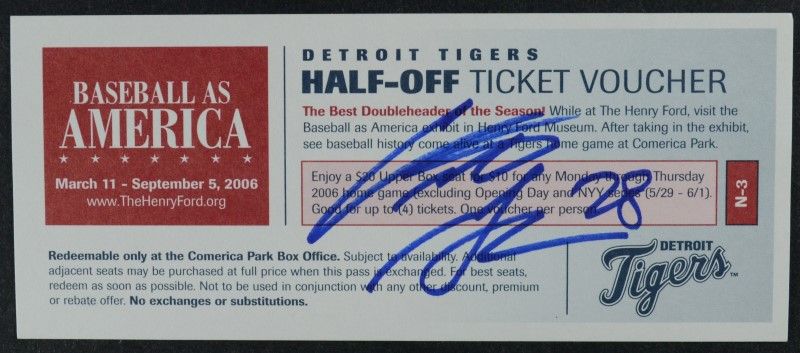 BASEBALL AS
AMERICA
March 11 - September 5, 2006
www.TheHenryFord.org
DETROIT TIGERS
HALF-OFF TICKET VOUCHER
The Best Doubleheader of the Season! While at The Henry Ford, visit the
Baseball as America exhibit in Henry Ford Museum. After taking in the exhibit,
see baseball history come alive at a Tigers home game at Comerica Park.
Enjoy a $20 Upper Box seat for $10 for any Monday through Thursday
2006 home game (excluding Opening Day and NYY series (5/29 - 6/1).
Good for up to (4) tickets. One voucher per person.
N-3
28
Redeemable only at the Comerica Park Box Office. Subject to availability. Additional
adjacent seats may be purchased at full price when this pass is exchanged. For best seats,
redeem as soon as possible. Not to be used in conjunction with any other discount, premium
or rebate offer. No exchanges or substitutions.
DETROIT
Tigers™